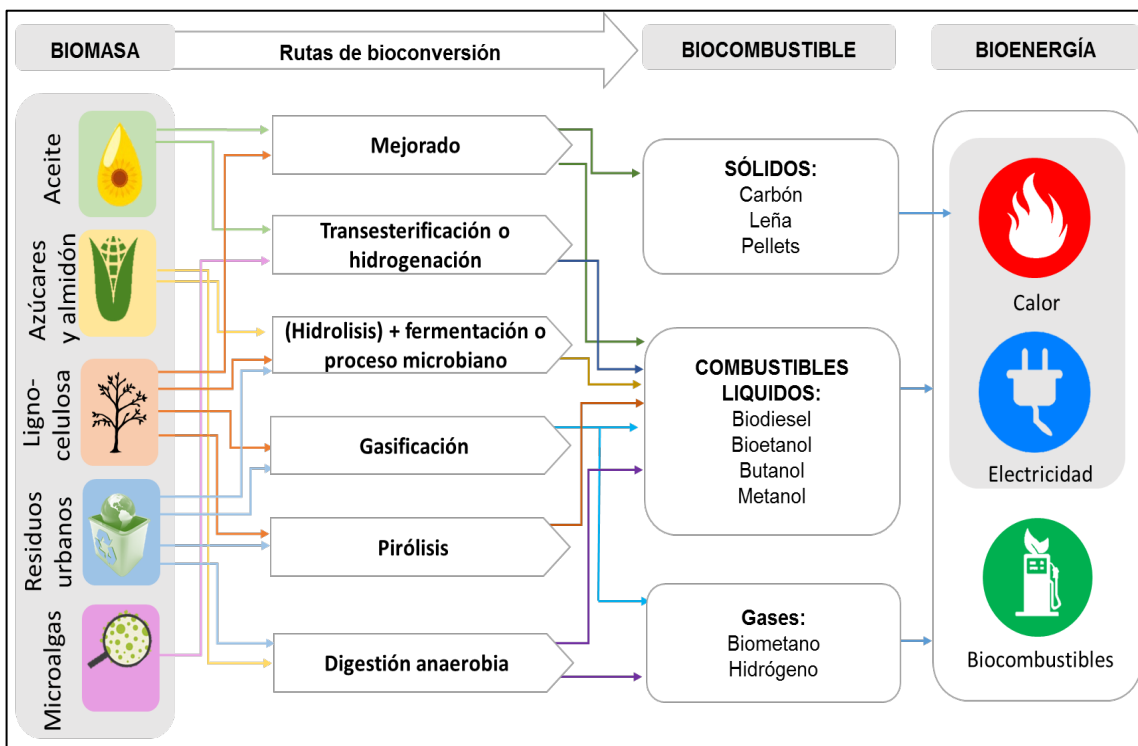 BIOMASA
Rutas de bioconversión
BIOCOMBUSTIBLE
BIOENERGÍA
Aceite
Azúcares
y almidón
Ligno-
celulosa
Residuos
urbanos
Microalgas
Mejorado
Transesterificación o
hidrogenación
(Hidrolisis) + fermentación o
proceso microbiano
Gasificación
Pirólisis
Digestión anaerobia
SÓLIDOS:
Carbón
Leña
Pellets
COMBUSTIBLES
LIQUIDOS:
Biodiesel
Bioetanol
Butanol
Metanol
Gases:
Biometano
Hidrógeno
Calor
Electricidad
Biocombustibles